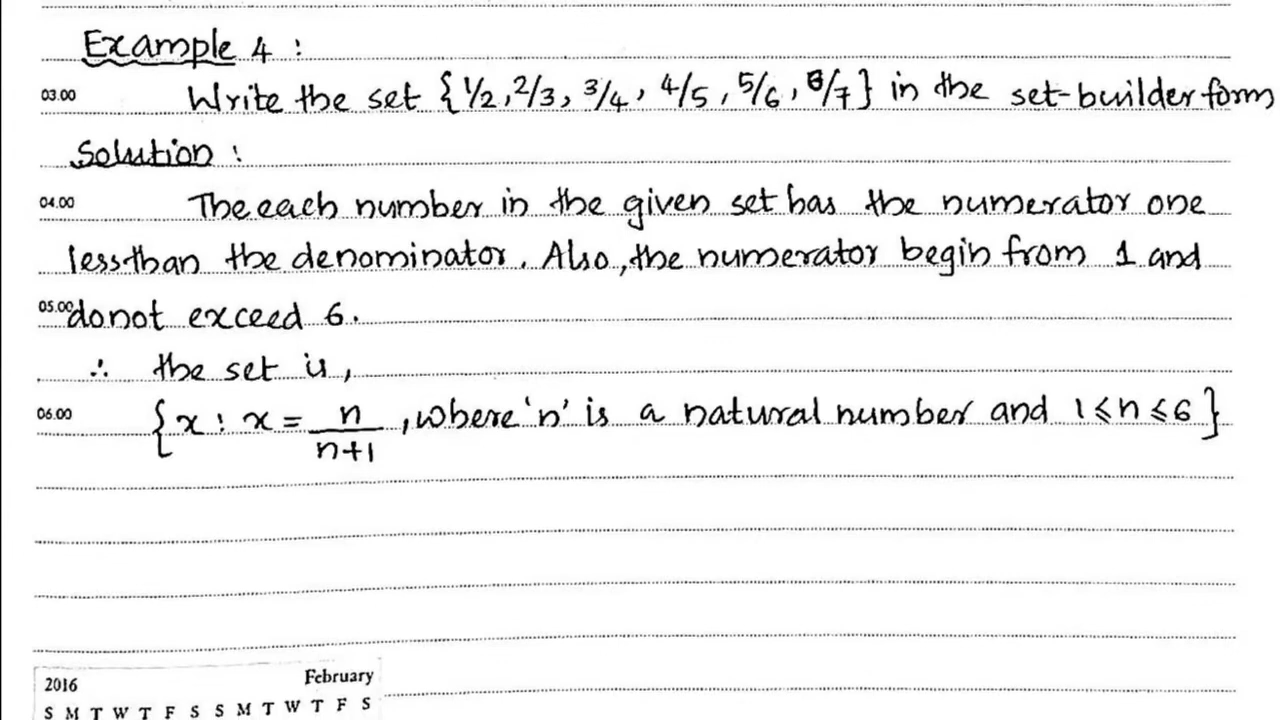 Example 4 :
03.00 Write the set {1/2, 2/3, 3/4, 4/5, 5/6, 6/7} in the set-builder form
Solution :
04.00 The each number in the given set has the numerator one
less than the denominator. Also, the numerator begin from 1 and
05.00 do not exceed 6.
∴ the set is,
06.00 {x : x = n/n+1, where 'n' is a natural number and 1 ≤ n ≤ 6}
2016 February
S M T W T F S S M T W T F S